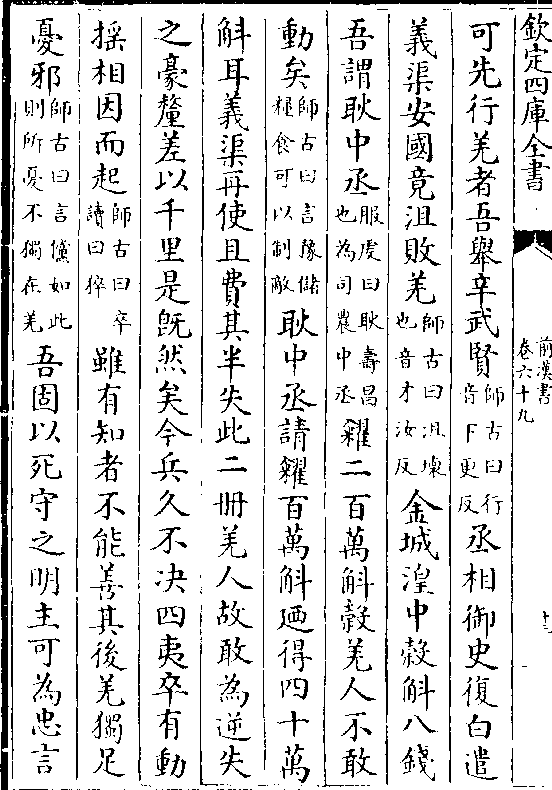 欽定四庫全書
前漢書
卷六十九
十三
可先行羌者吾舉辛武賢師古曰行音下更反丞相御史復白遣
義渠安國竟沮敗羌師古曰沮壞也音才汝反金城湟中穀斛八錢
吾謂耿中丞服虔曰耿壽昌也為司農中丞糴二百萬斛穀羌人不敢
動矣師古曰言豫儲糧食可以制敵耿中丞請糴百萬斛廼得四十萬
斛耳義渠再使且費其半失此二冊羌人故敢為逆失
之豪釐差以千里是既然矣今兵久不決四夷卒有動
揺相因而起師古曰卒讀曰猝雖有知者不能善其後羌獨足
憂邪師古曰言儻如此則所憂不獨在羌吾固以死守之明主可為忠言